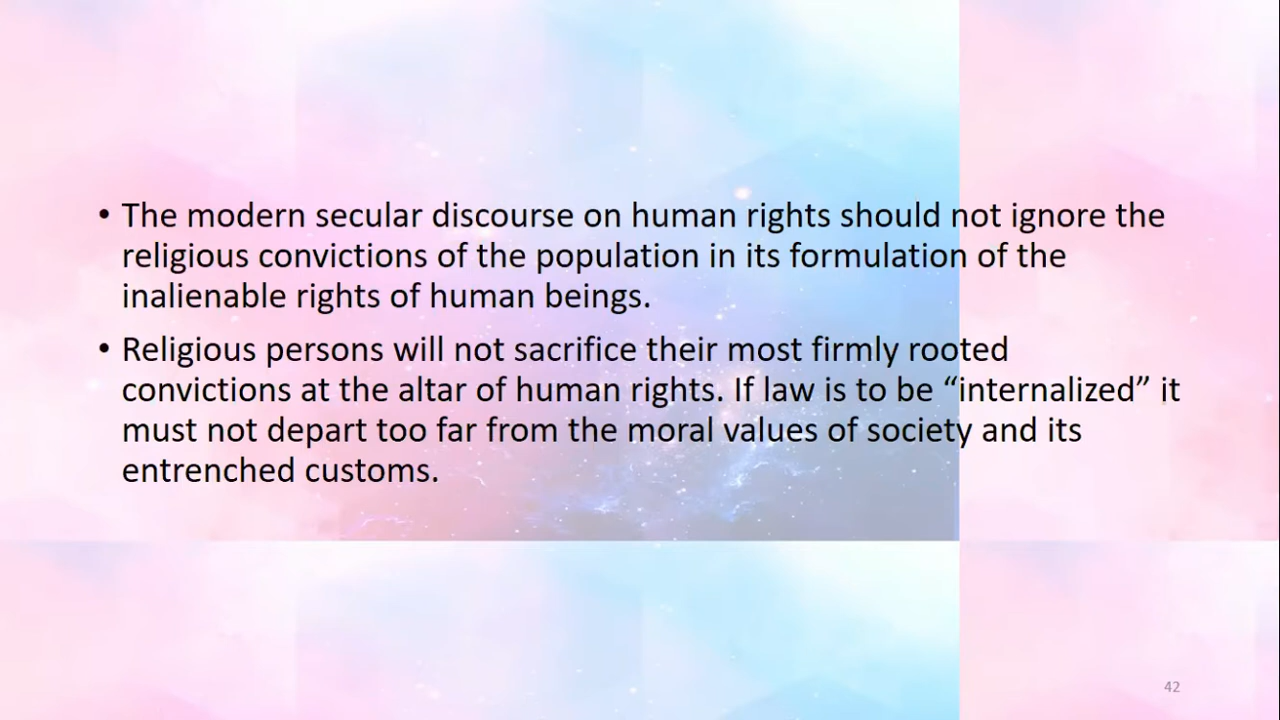 • The modern secular discourse on human rights should not ignore the
religious convictions of the population in its formulation of the
inalienable rights of human beings.
• Religious persons will not sacrifice their most firmly rooted
convictions at the altar of human rights. If law is to be “internalized” it
must not depart too far from the moral values of society and its
entrenched customs.
42